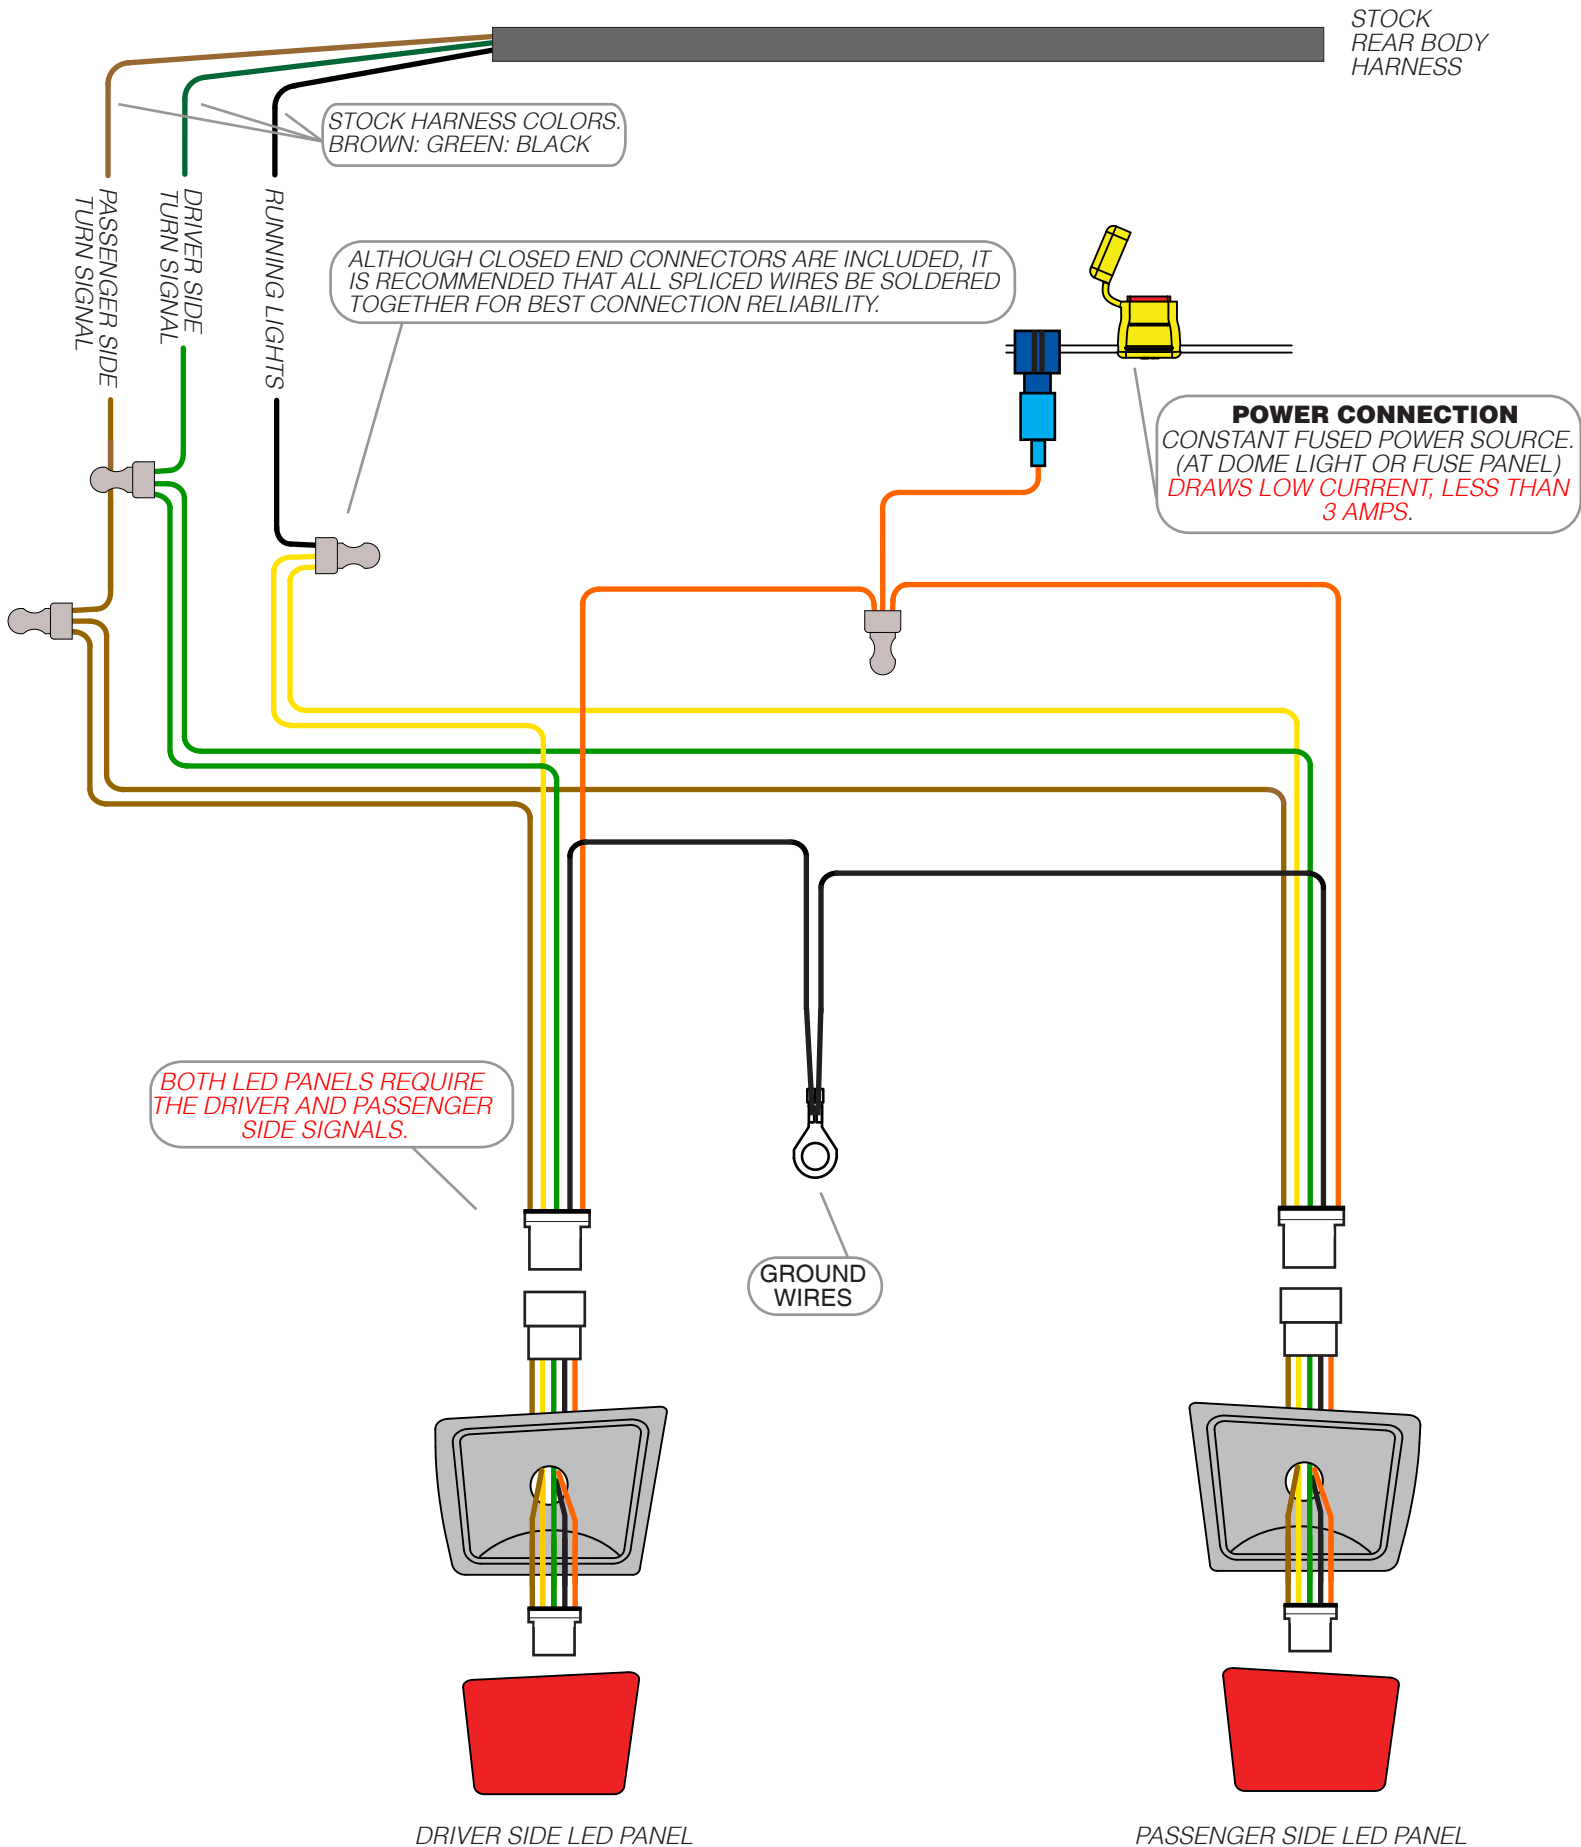 STOCK
REAR BODY
HARNESS
STOCK HARNESS COLORS.
BROWN: GREEN: BLACK
PASSENGER SIDE
TURN SIGNAL
DRIVER SIDE
TURN SIGNAL
RUNNING LIGHTS
ALTHOUGH CLOSED END CONNECTORS ARE INCLUDED, IT
IS RECOMMENDED THAT ALL SPLICED WIRES BE SOLDERED
TOGETHER FOR BEST CONNECTION RELIABILITY.
POWER CONNECTION
CONSTANT FUSED POWER SOURCE.
(AT DOME LIGHT OR FUSE PANEL)
DRAWS LOW CURRENT, LESS THAN
3 AMPS.
BOTH LED PANELS REQUIRE
THE DRIVER AND PASSENGER
SIDE SIGNALS.
GROUND
WIRES
DRIVER SIDE LED PANEL
PASSENGER SIDE LED PANEL